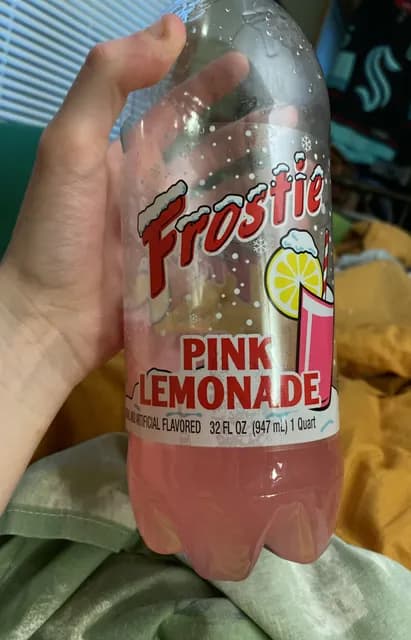 Frostie
PINK
LEMONADE
ARTIFICIAL FLAVORED 32 FL OZ (947 mL) 1 Quart